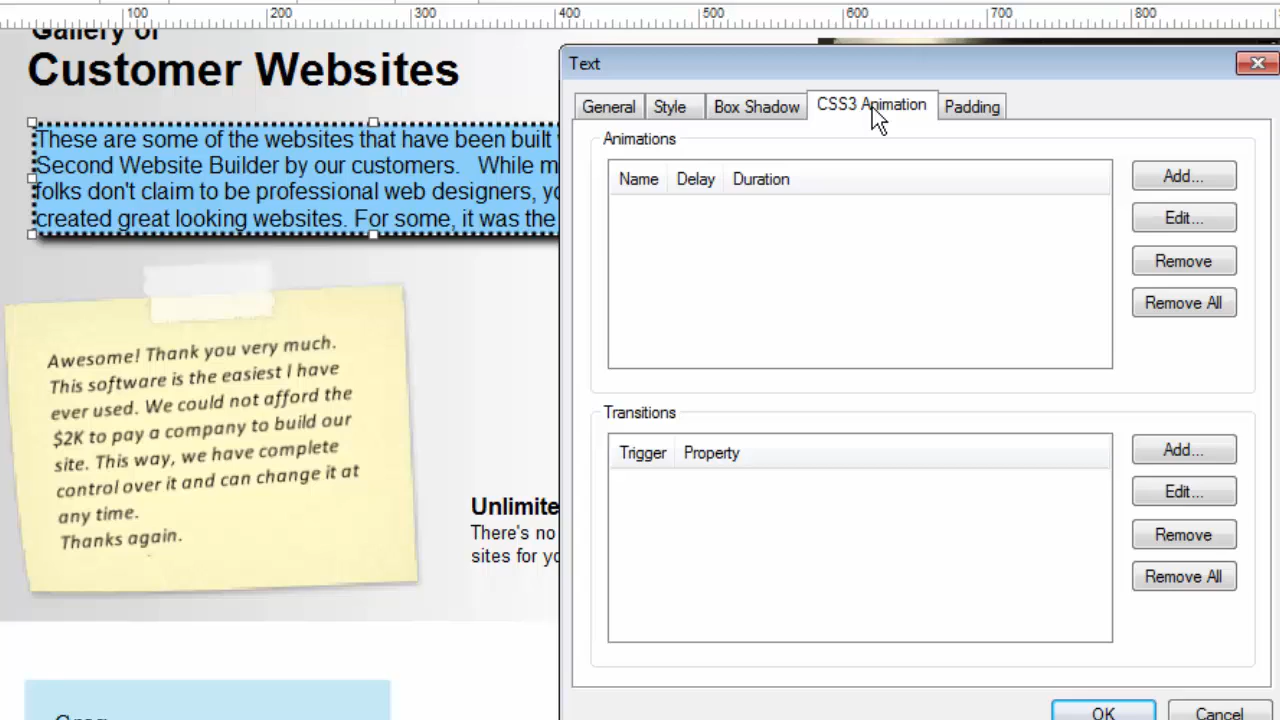 100 200 300 400 500 600 700 800
Gallery of
Customer Websites
These are some of the websites that have been built
Second Website Builder by our customers. While m
folks don't claim to be professional web designers, yo
created great looking websites. For some, it was the
Awesome! Thank you very much.
This software is the easiest I have
ever used. We could not afford the
$2K to pay a company to build our
site. This way, we have complete
control over it and can change it at
any time.
Thanks again.
Unlimite
There's no
sites for yo
Greg
Text
General Style Box Shadow CSS3 Animation Padding
Animations
Name Delay Duration
Add...
Edit...
Remove
Remove All
Transitions
Trigger Property
Add...
Edit...
Remove
Remove All
OK Cancel